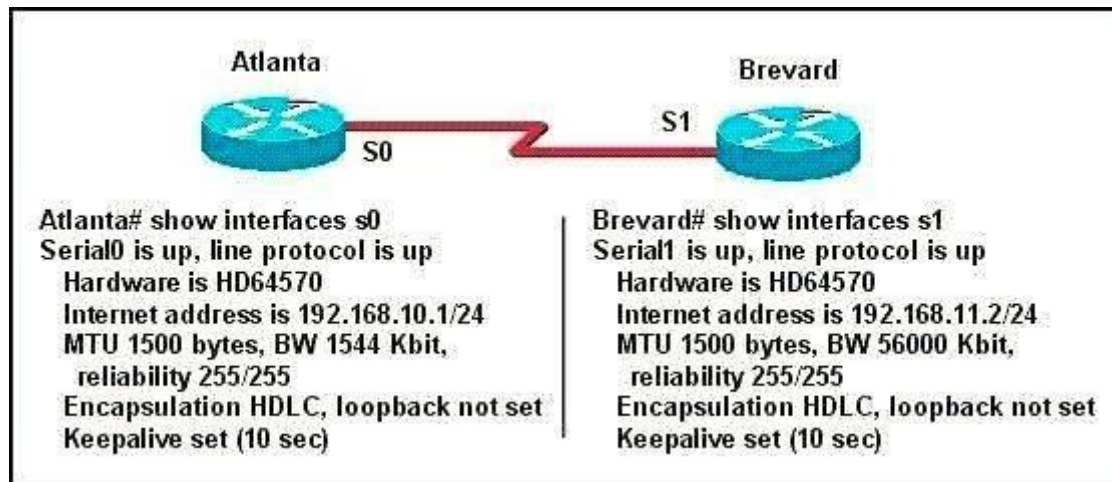 Atlanta
Brevard
S0
S1
Atlanta# show interfaces s0
Serial0 is up, line protocol is up
Hardware is HD64570
Internet address is 192.168.10.1/24
MTU 1500 bytes, BW 1544 Kbit,
reliability 255/255
Encapsulation HDLC, loopback not set
Keepalive set (10 sec)
Brevard# show interfaces s1
Serial1 is up, line protocol is up
Hardware is HD64570
Internet address is 192.168.11.2/24
MTU 1500 bytes, BW 56000 Kbit,
reliability 255/255
Encapsulation HDLC, loopback not set
Keepalive set (10 sec)